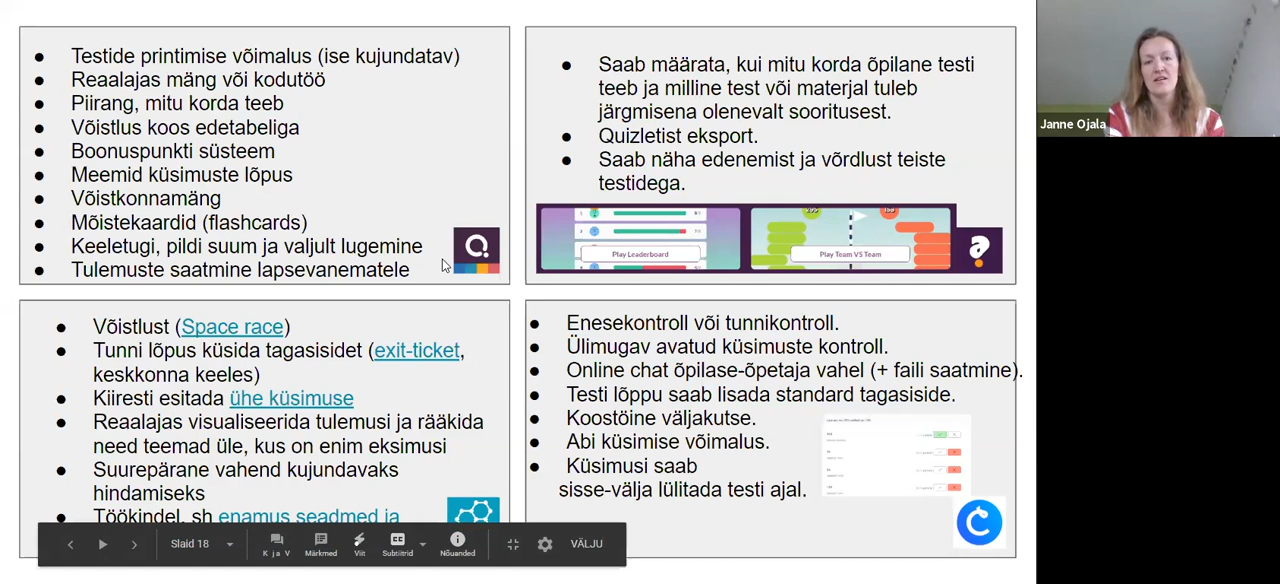 Testide printimise võimalus (ise kujundatav)
Reaalajas mäng või kodutöö
Piirang, mitu korda teeb
Võistlus koos edetabeliga
Boonuspunkti süsteem
Meemid küsimuste lõpus
Võistkonnamäng
Mõistekaardid (flashcards)
Keeletugi, pildi suum ja valjult lugemine
Tulemuste saatmine lapsevanematele
Saab määrata, kui mitu korda õpilane testi
teeb ja milline test või materjal tuleb
järgmisena olenevalt sooritusest.
Quizletist eksport.
Saab näha edenemist ja võrdlust teiste
testidega.
Play Leaderboard
Play Team VS Team
Võistlust (Space race)
Tunni lõpus küsida tagasisidet (exit-ticket,
keskkonna keeles)
Kiiresti esitada ühe küsimuse
Reaalajas visualiseerida tulemusi ja rääkida
need teemad üle, kus on enim eksimusi
Suurepärane vahend kujundavaks
hindamiseks
Töökindel, sh enamus seadmed ja
Enesekontroll või tunnikontroll.
Ülimugav avatud küsimuste kontroll.
Online chat õpilase-õpetaja vahel (+ faili saatmine).
Testi lõppu saab lisada standard tagasiside.
Koostöine väljakutse.
Abi küsimise võimalus.
Küsimusi saab
sisse-välja lülitada testi ajal.
Slaid 18
K ja V
Märkmed
Viit
Subtiitrid
Nõuanded
VÄLJU
Janne Ojala